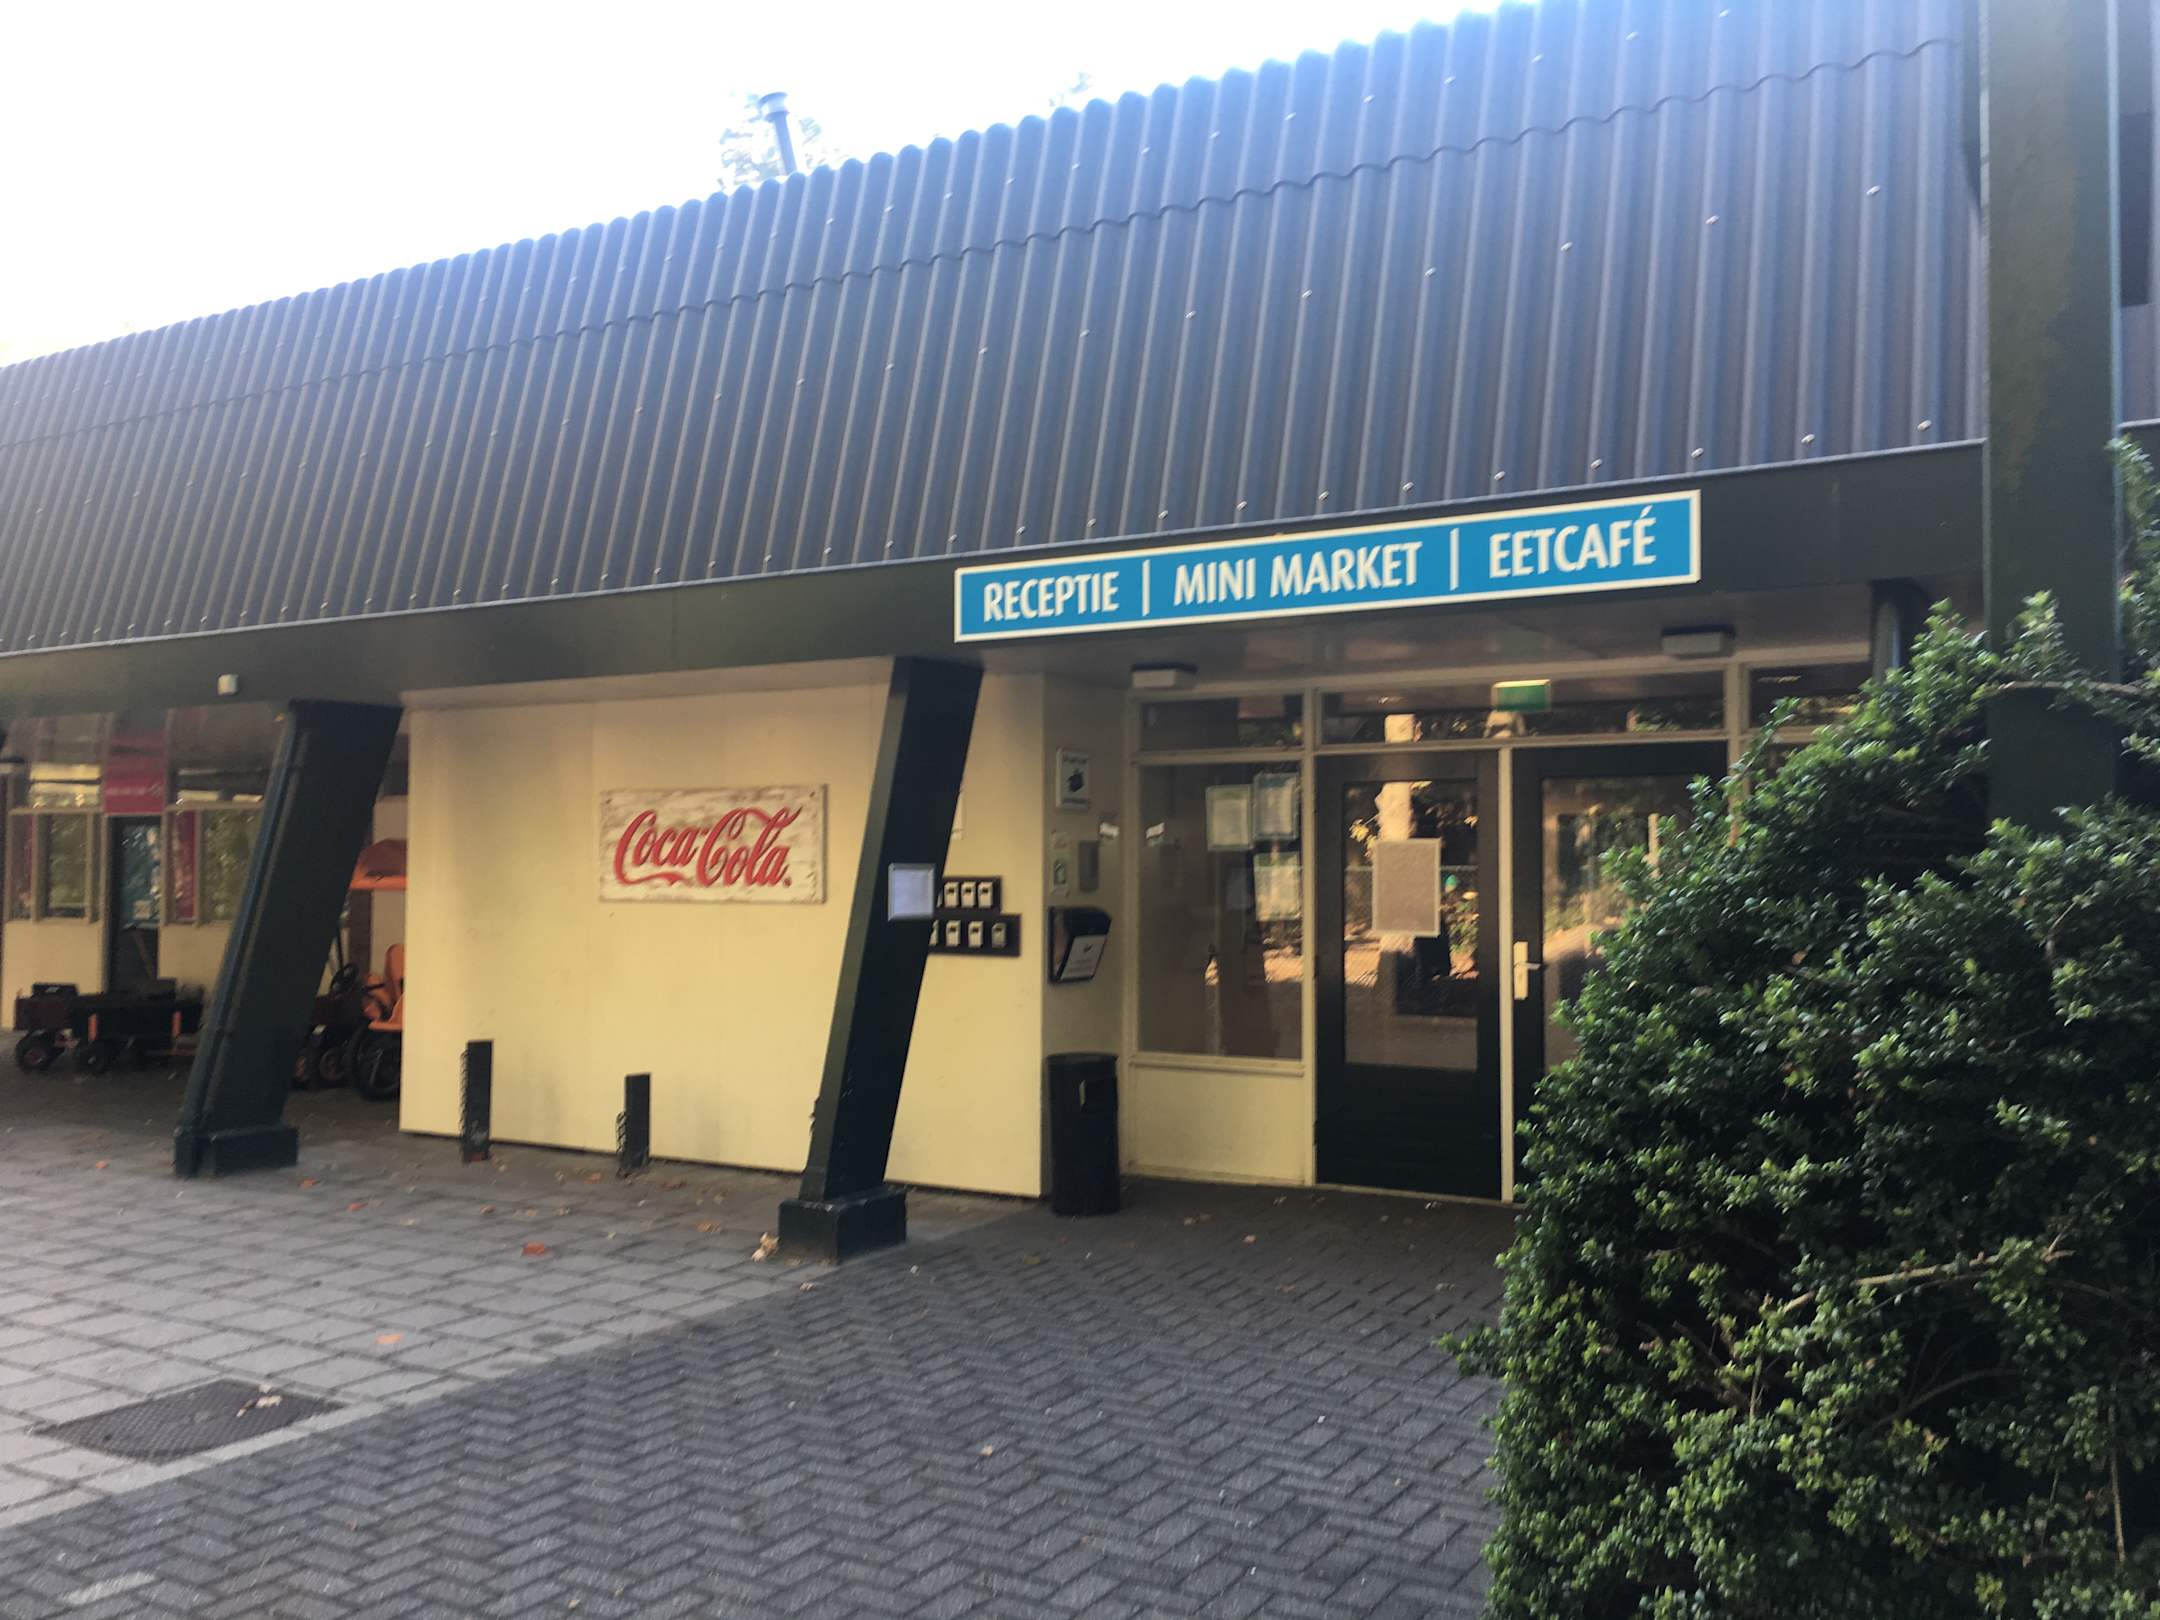 RECEPTIE | MINI MARKET | EETCAFÉ
Coca-Cola